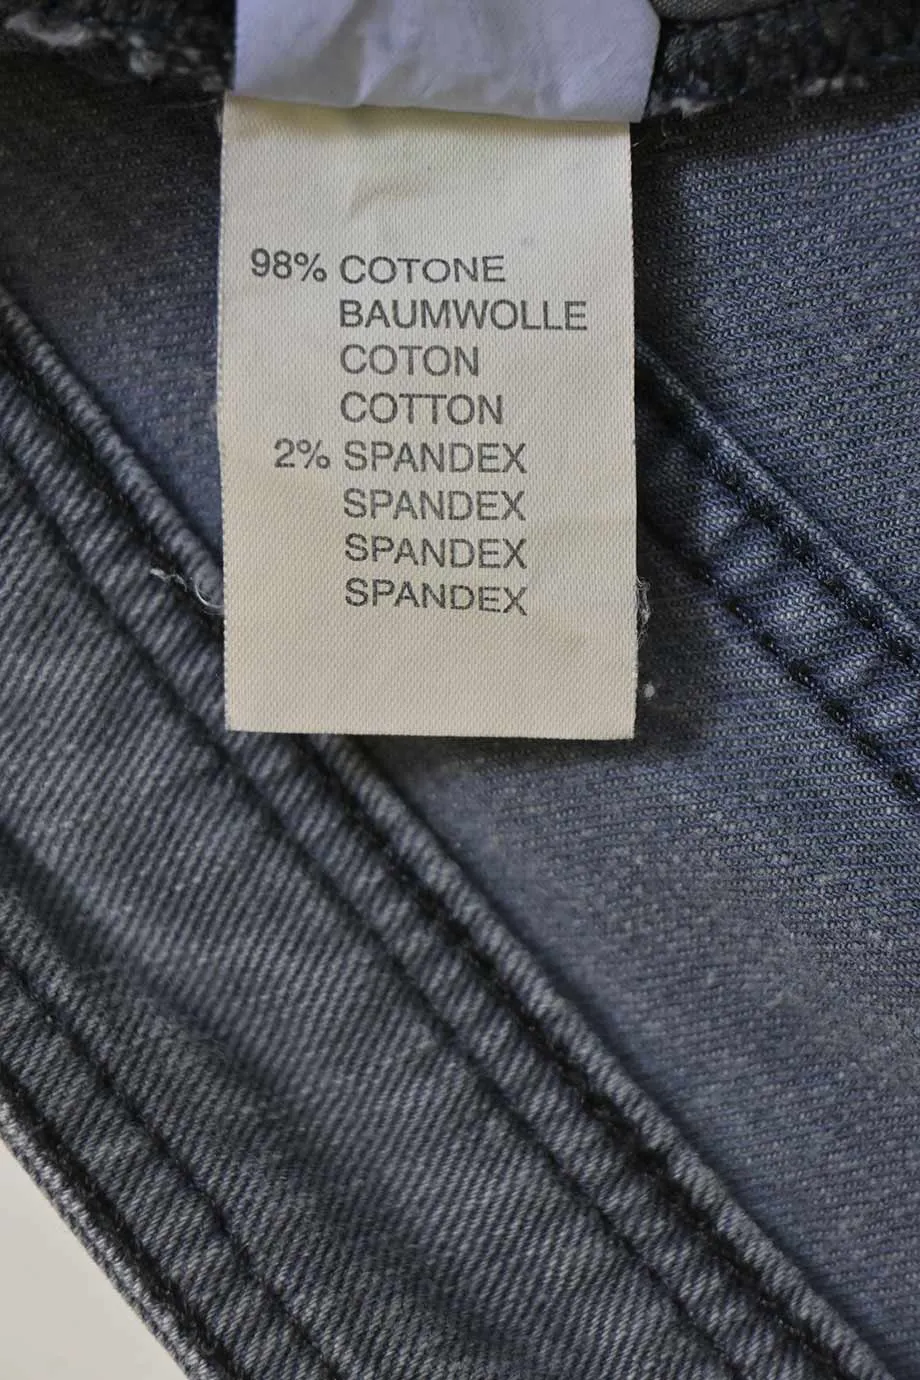 98% COTONE
BAUMWOLLE
COTON
COTTON
2% SPANDEX
SPANDEX
SPANDEX
SPANDEX